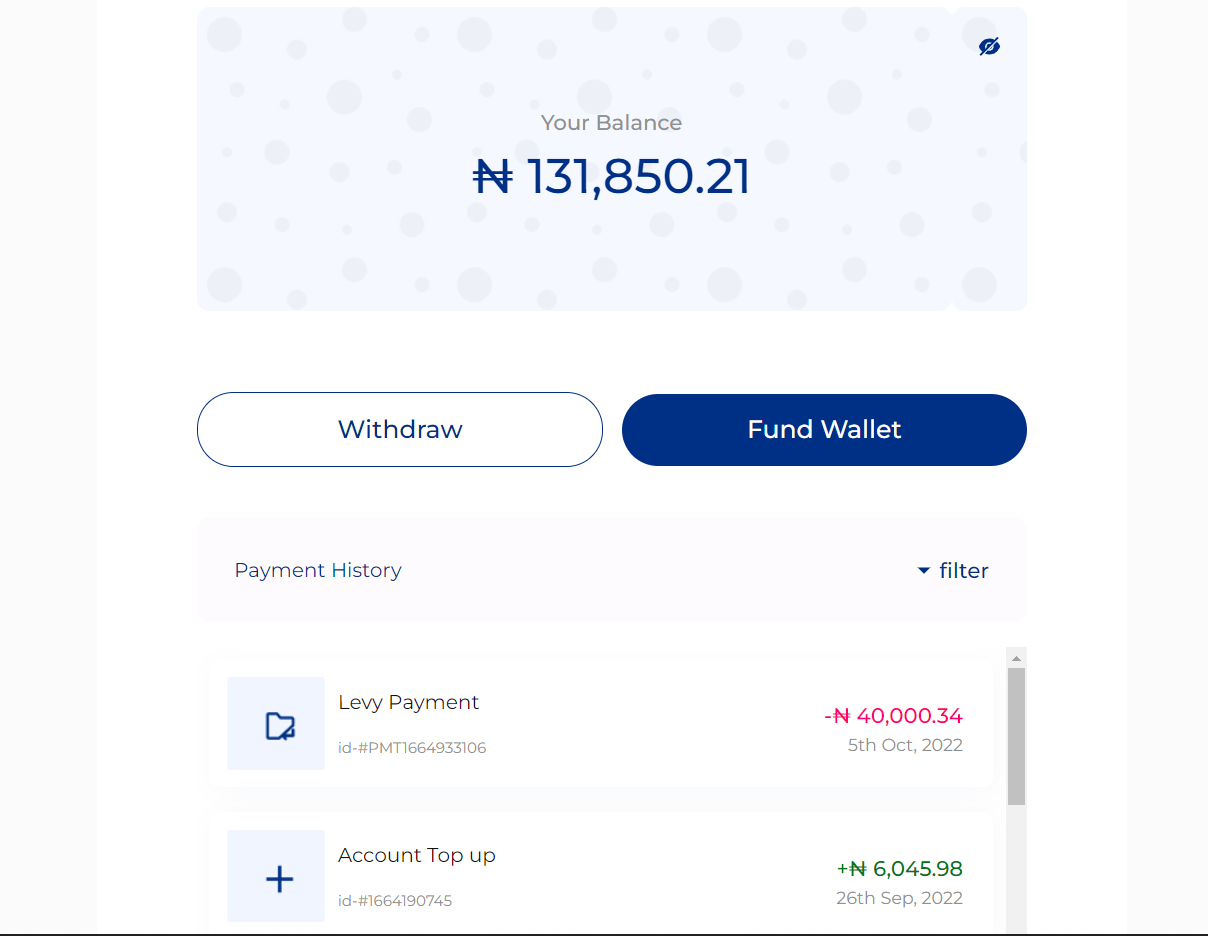 Your Balance
₦ 131,850.21
Withdraw
Fund Wallet
Payment History
filter
Levy Payment
-₦ 40,000.34
id-#PMT1664933106
5th Oct, 2022
Account Top up
+₦ 6,045.98
id-#1664190745
26th Sep, 2022